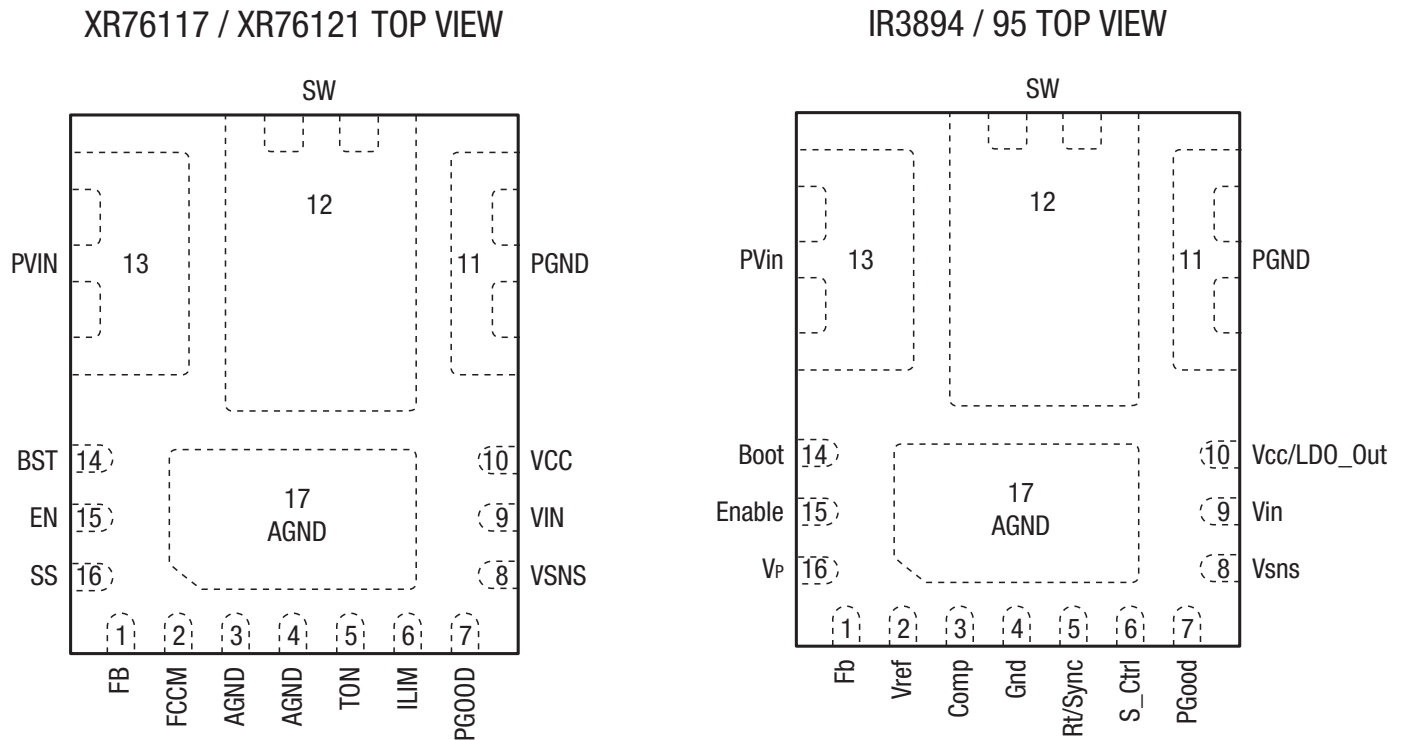 XR76117 / XR76121 TOP VIEW
SW
12
PVIN
13
11
PGND
BST
14
10
VCC
EN
15
17
AGND
9
VIN
SS
16
8
VSNS
1
2
3
4
5
6
7
FB
FCCM
AGND
AGND
TON
ILIM
PGOOD
IR3894 / 95 TOP VIEW
SW
12
PVin
13
11
PGND
Boot
14
10
Vcc/LDO_Out
Enable
15
17
AGND
9
Vin
VP
16
8
Vsns
1
2
3
4
5
6
7
Fb
Vref
Comp
Gnd
Rt/Sync
S_Ctrl
PGood